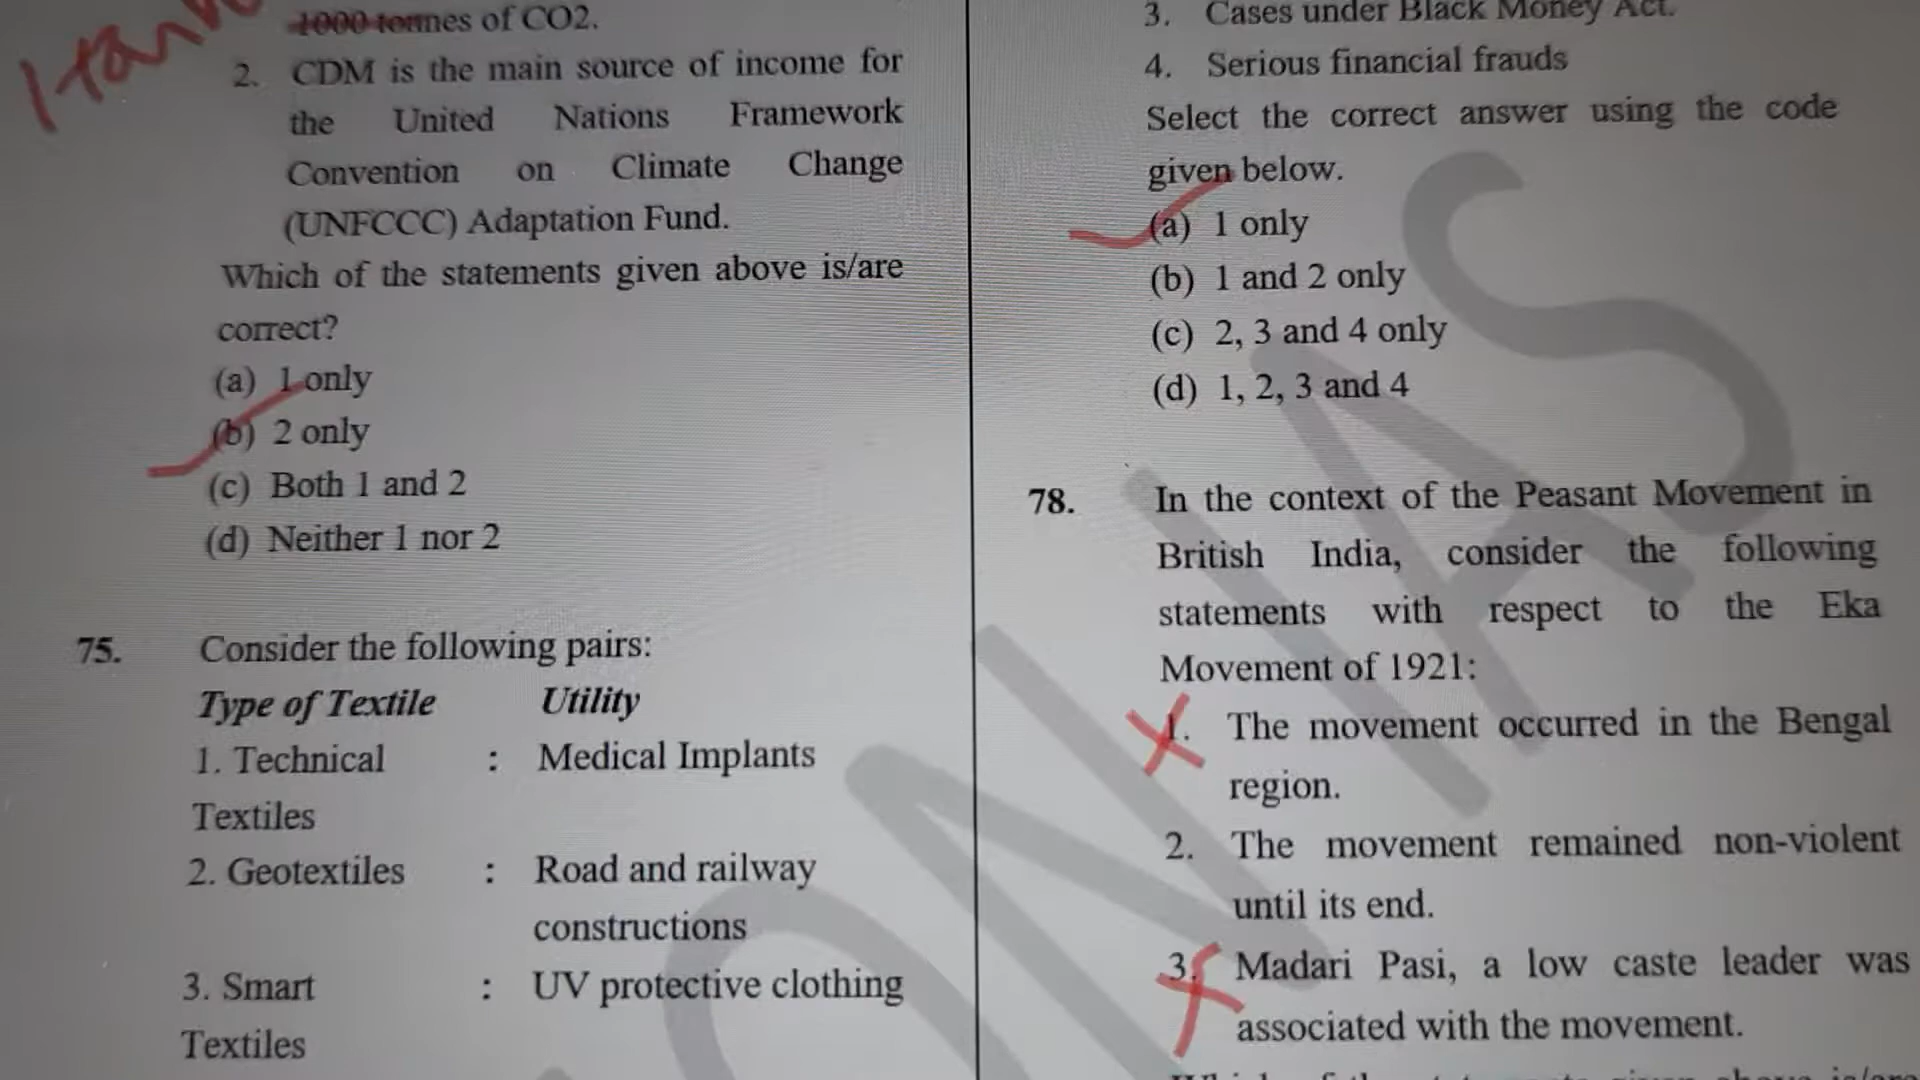 1 tonn
1000 tonnes of CO2.
2. CDM is the main source of income for
the United Nations Framework
Convention on Climate Change
(UNFCCC) Adaptation Fund.
Which of the statements given above is/are
correct?
(a) 1 only
(b) 2 only
(c) Both 1 and 2
(d) Neither 1 nor 2
75. Consider the following pairs:
Type of Textile Utility
1. Technical : Medical Implants
Textiles
2. Geotextiles : Road and railway
constructions
3. Smart : UV protective clothing
Textiles
3. Cases under Black Money Act.
4. Serious financial frauds
Select the correct answer using the code
given below.
(a) 1 only
(b) 1 and 2 only
(c) 2, 3 and 4 only
(d) 1, 2, 3 and 4
78. In the context of the Peasant Movement in
British India, consider the following
statements with respect to the Eka
Movement of 1921:
1. The movement occurred in the Bengal
region.
2. The movement remained non-violent
until its end.
3. Madari Pasi, a low caste leader was
associated with the movement.
ON IAS